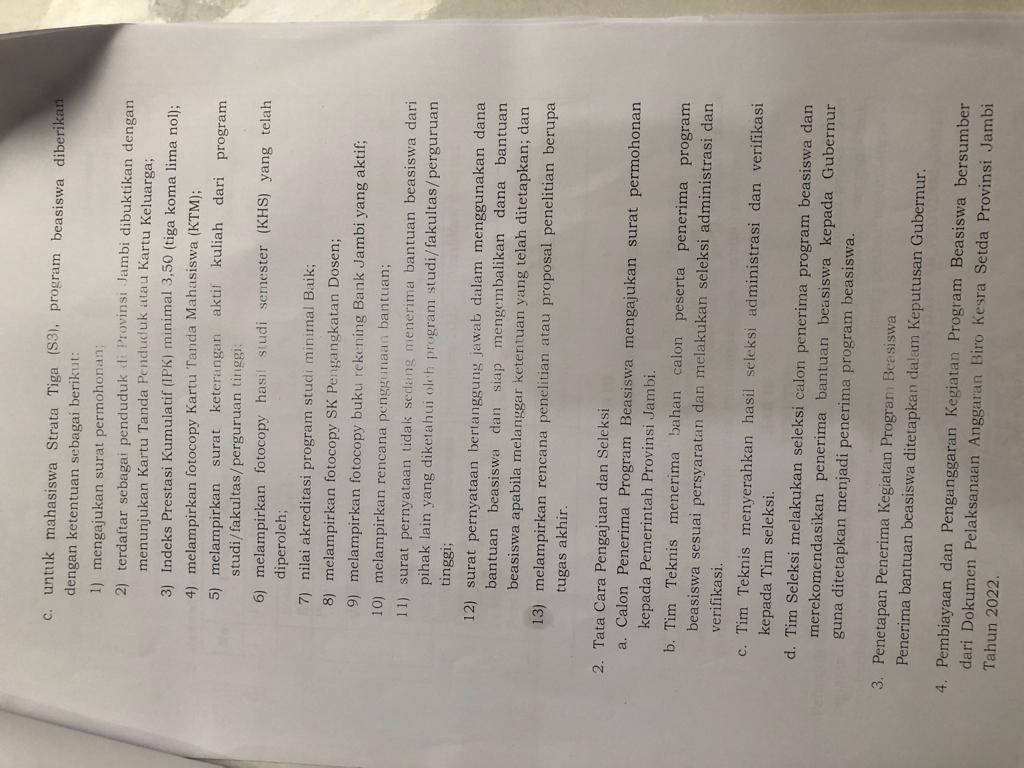 c. untuk mahasiswa Strata Tiga (S3), program beasiswa diberikan
dengan ketentuan sebagai berikut:
1) mengajukan surat permohonan;
2) terdaftar sebagai penduduk di Provinsi Jambi dibuktikan dengan
menunjukan Kartu Tanda Penduduk atau Kartu Keluarga;
3) Indeks Prestasi Kumulatif (IPK) minimal 3,50 (tiga koma lima nol);
4) melampirkan fotocopy Kartu Tanda Mahasiswa (KTM);
5) melampirkan surat keterangan aktif kuliah dari program
studi/fakultas/perguruan tinggi;
6) melampirkan fotocopy hasil studi semester (KHS) yang telah
diperoleh;
7) nilai akreditasi program studi minimal Baik;
8) melampirkan fotocopy SK Pengangkatan Dosen;
9) melampirkan fotocopy buku rekening Bank Jambi yang aktif;
10) melampirkan rencana penggunaan bantuan;
11) surat pernyataan tidak sedang menerima bantuan beasiswa dari
pihak lain yang diketahui oleh program studi/fakultas/perguruan
tinggi;
12) surat pernyataan bertanggung jawab dalam menggunakan dana
bantuan beasiswa dan siap mengembalikan dana bantuan
beasiswa apabila melanggar ketentuan yang telah ditetapkan; dan
13) melampirkan rencana penelitian atau proposal penelitian berupa
tugas akhir.
2. Tata Cara Pengajuan dan Seleksi
a. Calon Penerima Program Beasiswa mengajukan surat permohonan
kepada Pemerintah Provinsi Jambi.
b. Tim Teknis menerima bahan calon peserta penerima program
beasiswa sesuai persyaratan dan melakukan seleksi administrasi dan
verifikasi.
c. Tim Teknis menyerahkan hasil seleksi administrasi dan verifikasi
kepada Tim seleksi.
d. Tim Seleksi melakukan seleksi calon penerima program beasiswa dan
merekomendasikan penerima bantuan beasiswa kepada Gubernur
guna ditetapkan menjadi penerima program beasiswa.
3. Penetapan Penerima Kegiatan Program Beasiswa
Penerima bantuan beasiswa ditetapkan dalam Keputusan Gubernur.
4. Pembiayaan dan Penganggaran Kegiatan Program Beasiswa bersumber
dari Dokumen Pelaksanaan Anggaran Biro Kesra Setda Provinsi Jambi
Tahun 2022.